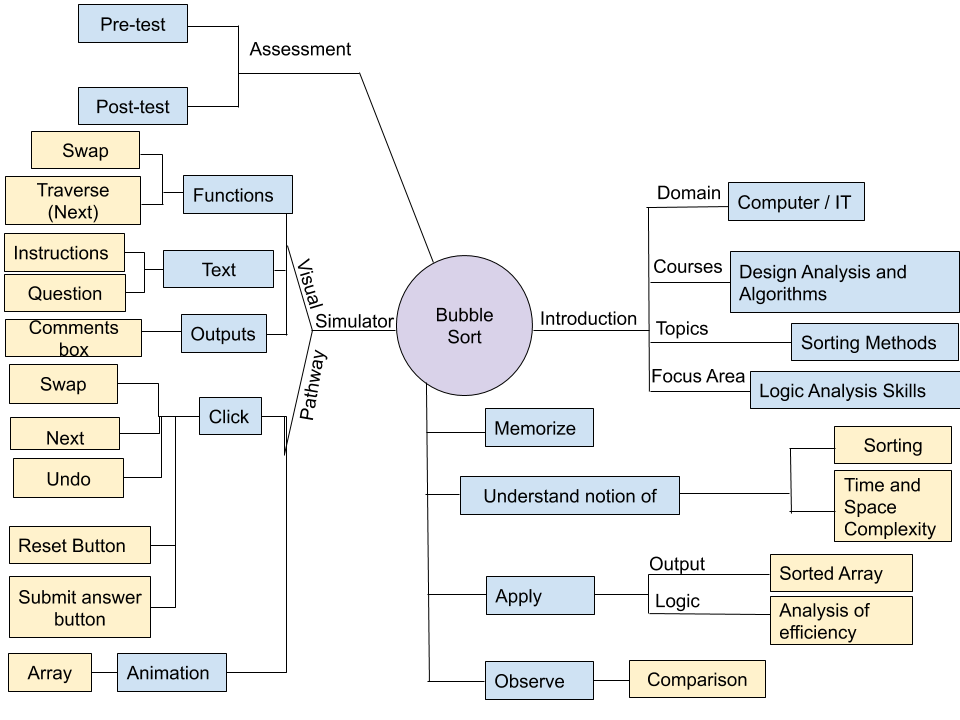 Pre-test
Assessment
Post-test
Swap
Traverse
(Next)
Functions
Instructions
Question
Text
Comments
box
Outputs
Visual
Simulator
Pathway
Swap
Next
Undo
Click
Reset Button
Submit answer
button
Array
Animation
Bubble
Sort
Introduction
Domain
Computer / IT
Courses
Design Analysis and
Algorithms
Topics
Sorting Methods
Focus Area
Logic Analysis Skills
Memorize
Understand notion of
Sorting
Time and
Space
Complexity
Apply
Output
Sorted Array
Logic
Analysis of
efficiency
Observe
Comparison